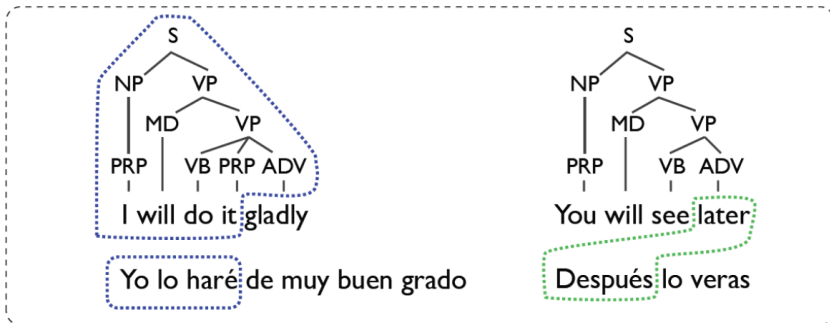 S S
NP VP NP VP
MD VP MD VP
PRP VB PRP ADV PRP VB ADV
I will do it gladly You will see later
Yo lo haré de muy buen grado Después lo veras